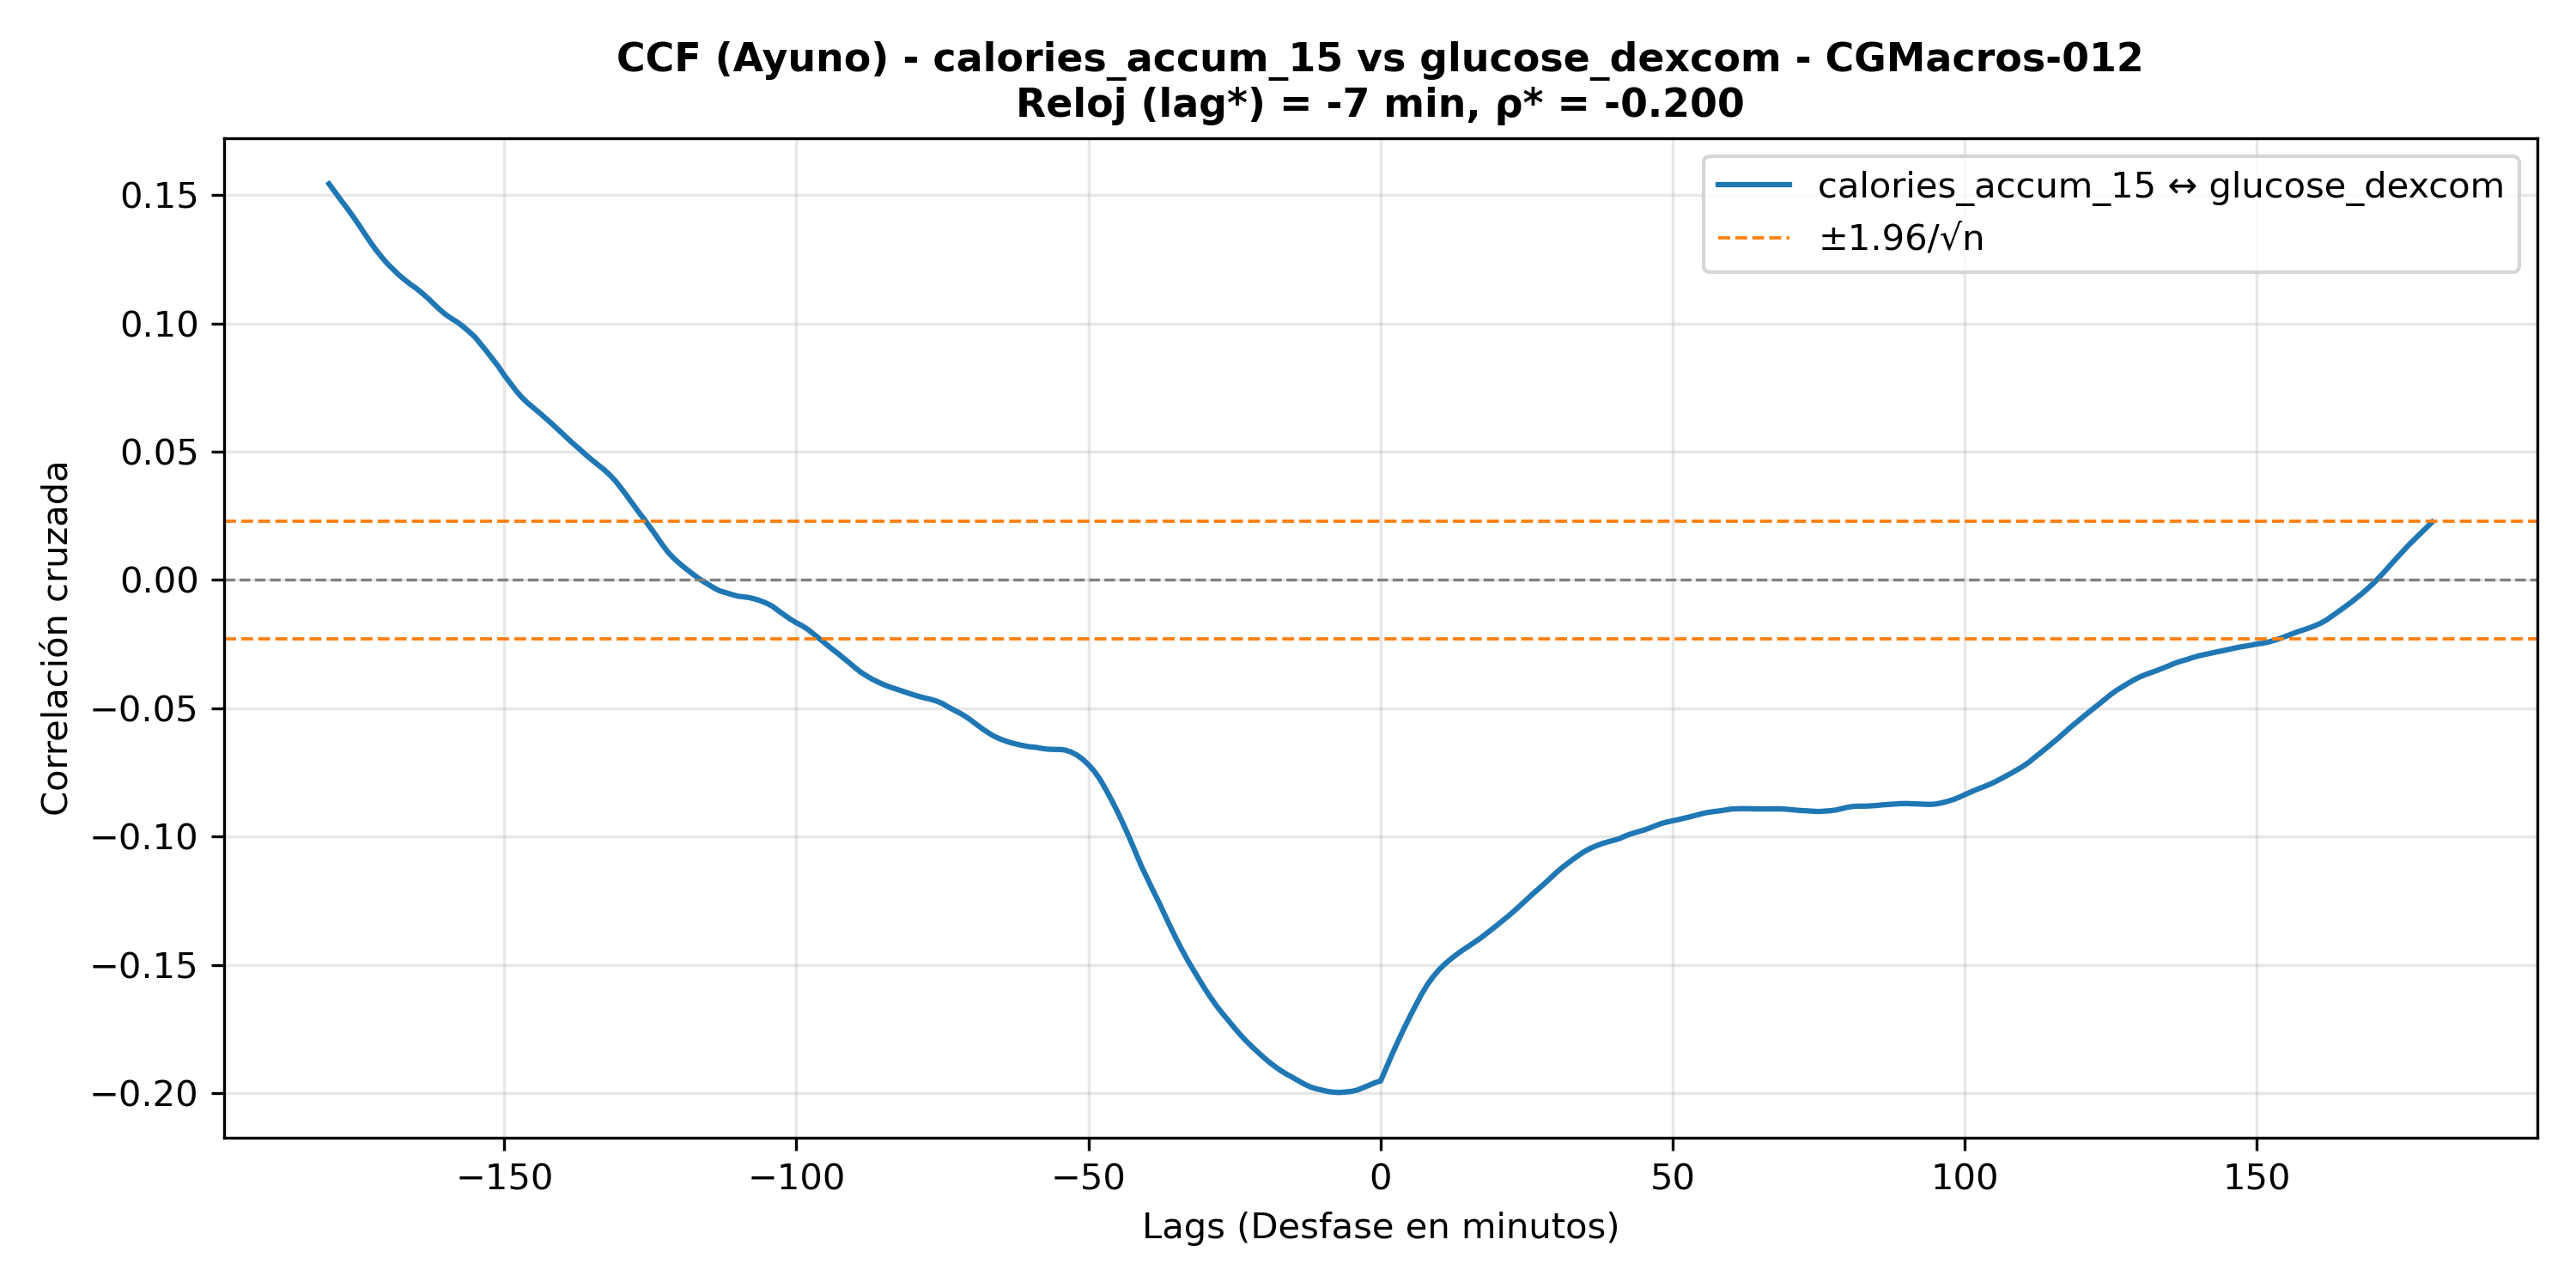 CCF (Ayuno) - calories_accum_15 vs glucose_dexcom - CGMacros-012
Reloj (lag*) = -7 min, ρ* = -0.200
calories_accum_15 ↔ glucose_dexcom
±1.96/√n
Correlación cruzada
0.15
0.10
0.05
0.00
−0.05
−0.10
−0.15
−0.20
−150
−100
−50
0
50
100
150
Lags (Desfase en minutos)